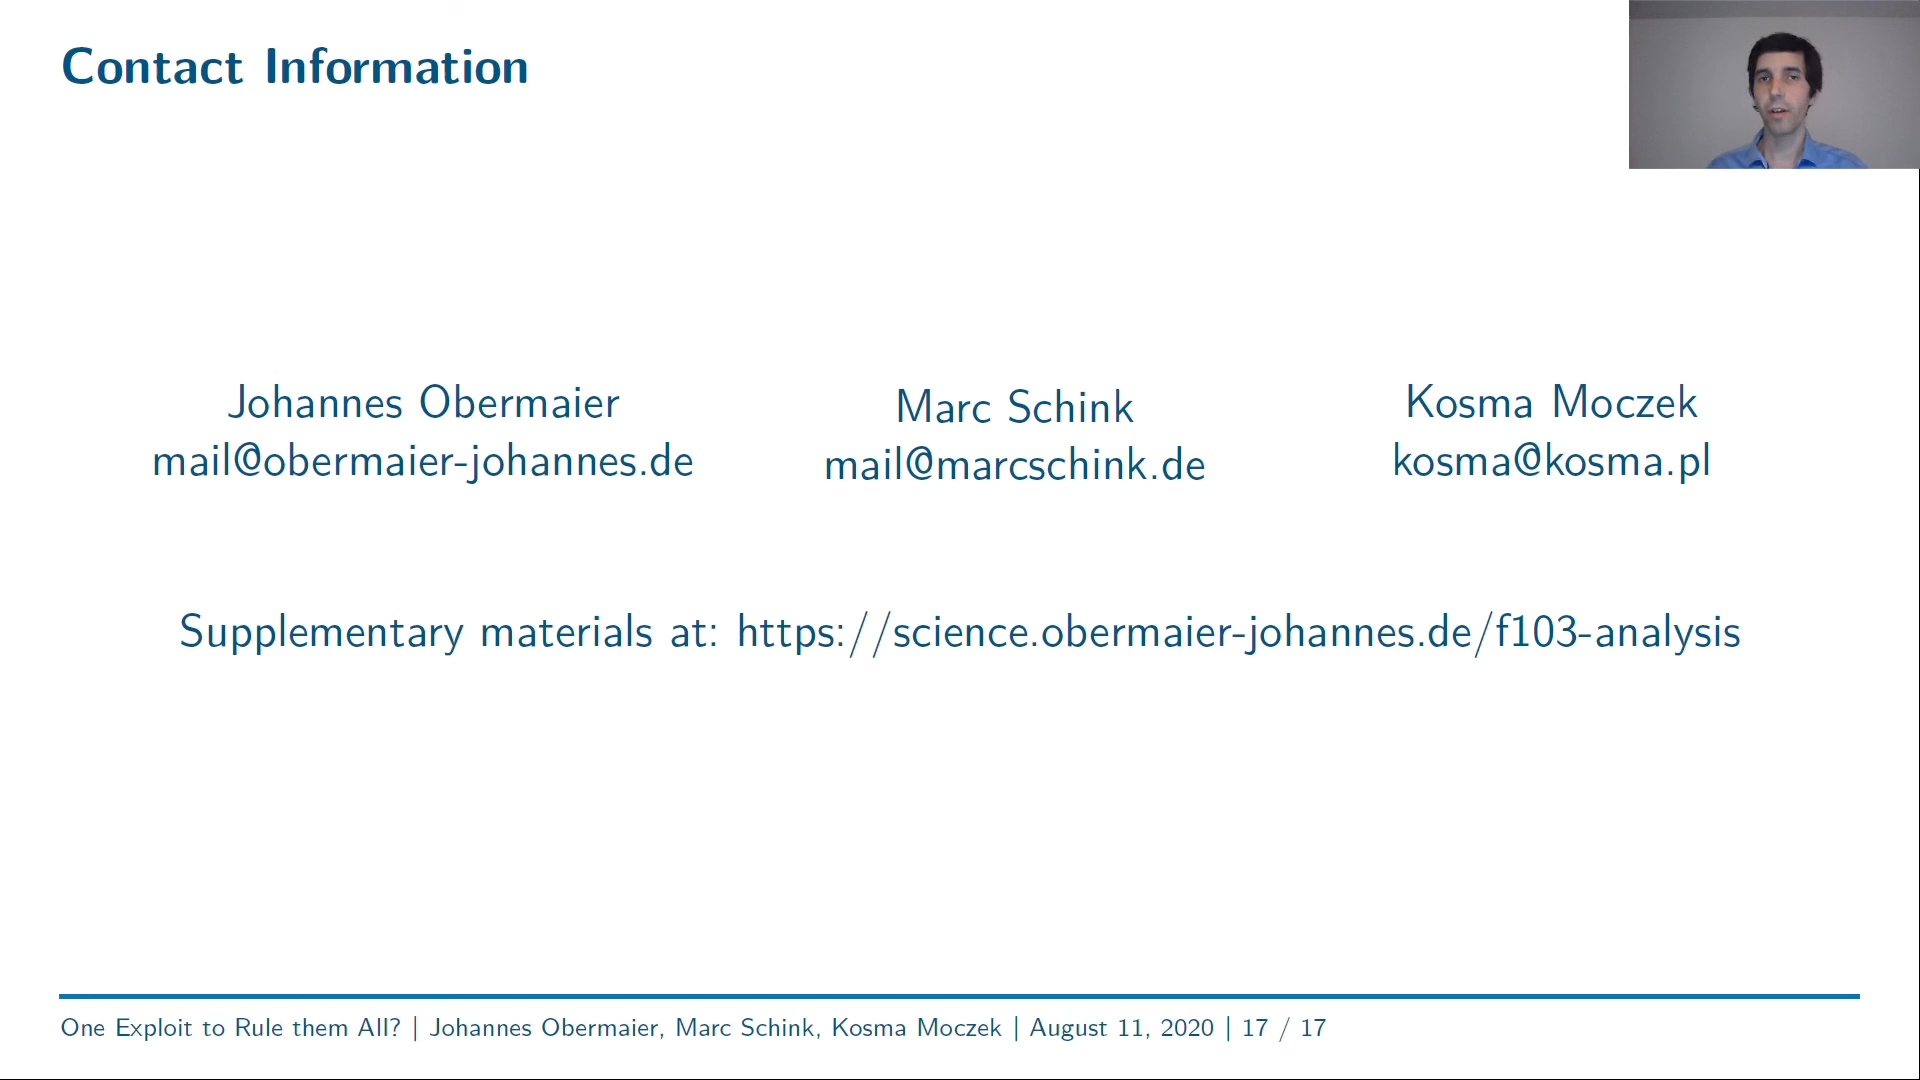 Contact Information
Johannes Obermaier
mail@obermaier-johannes.de
Marc Schink
mail@marcschink.de
Kosma Moczek
kosma@kosma.pl
Supplementary materials at: https://science.obermaier-johannes.de/f103-analysis
One Exploit to Rule them All? | Johannes Obermaier, Marc Schink, Kosma Moczek | August 11, 2020 | 17 / 17